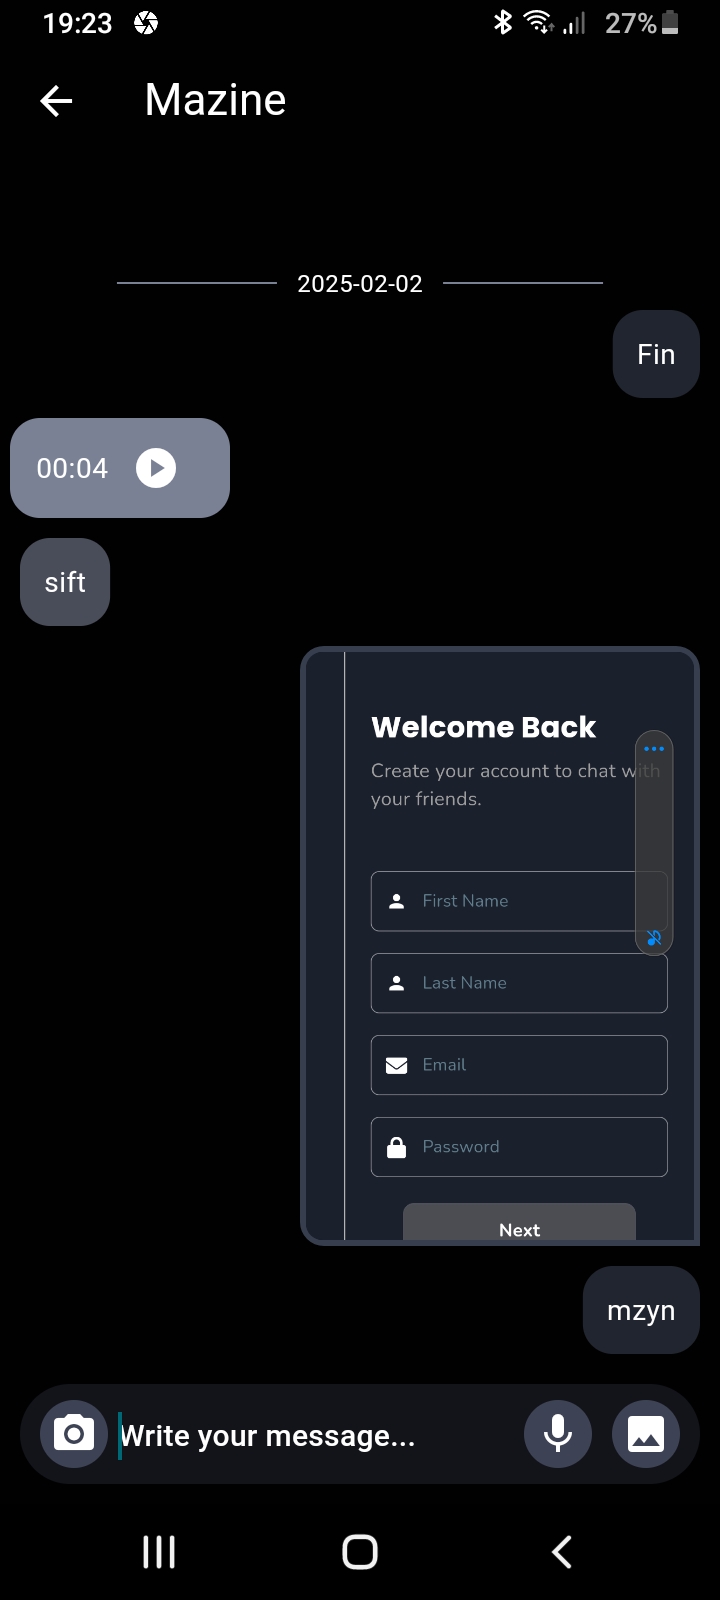 19:23
27%
Mazine
2025-02-02
Fin
00:04
sift
Welcome Back
Create your account to chat with
your friends.
First Name
Last Name
Email
Password
Next
mzyn
Write your message...